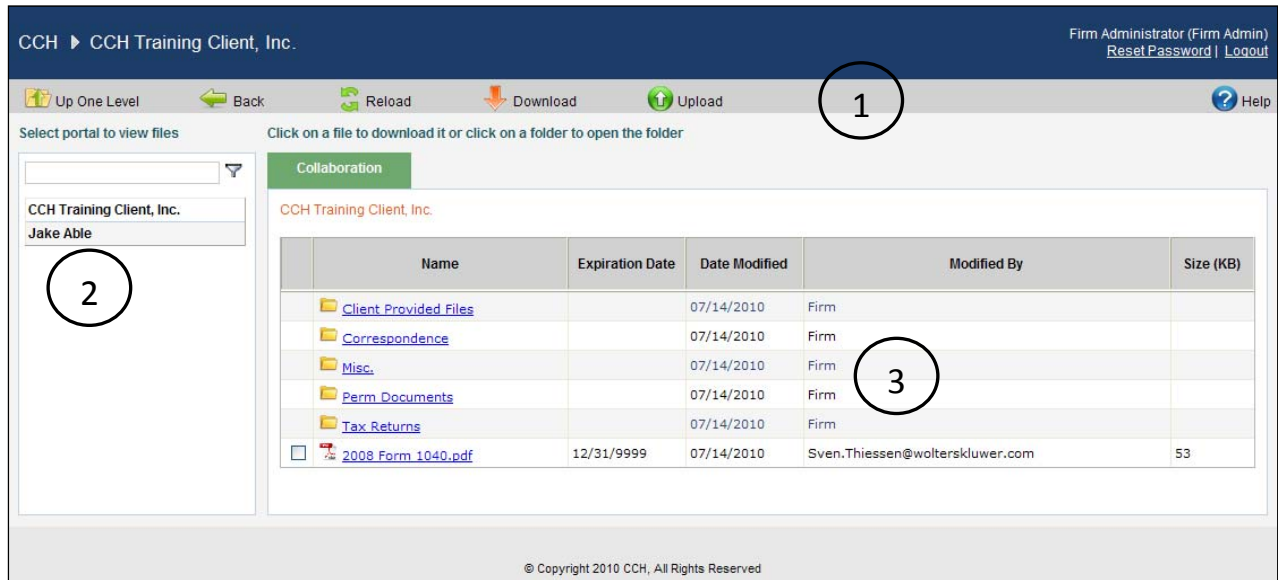 CCH ▶ CCH Training Client, Inc.
Firm Administrator (Firm Admin)
Reset Password | Logout
Up One Level Back Reload Download Upload 1 Help
Select portal to view files
Click on a file to download it or click on a folder to open the folder
Collaboration
CCH Training Client, Inc.
Jake Able
2
CCH Training Client, Inc.
Name Expiration Date Date Modified Modified By Size (KB)
Client Provided Files 07/14/2010 Firm
Correspondence 07/14/2010 Firm
Misc. 07/14/2010 Firm
3
Perm Documents 07/14/2010 Firm
Tax Returns 07/14/2010 Firm
2008 Form 1040.pdf 12/31/9999 07/14/2010 Sven.Thiessen@wolterskluwer.com 53
© Copyright 2010 CCH, All Rights Reserved